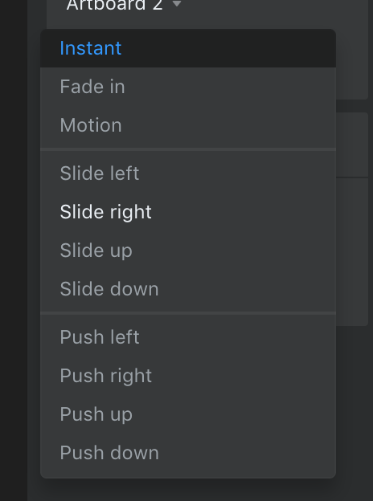 Artboard 2
Instant
Fade in
Motion
Slide left
Slide right
Slide up
Slide down
Push left
Push right
Push up
Push down